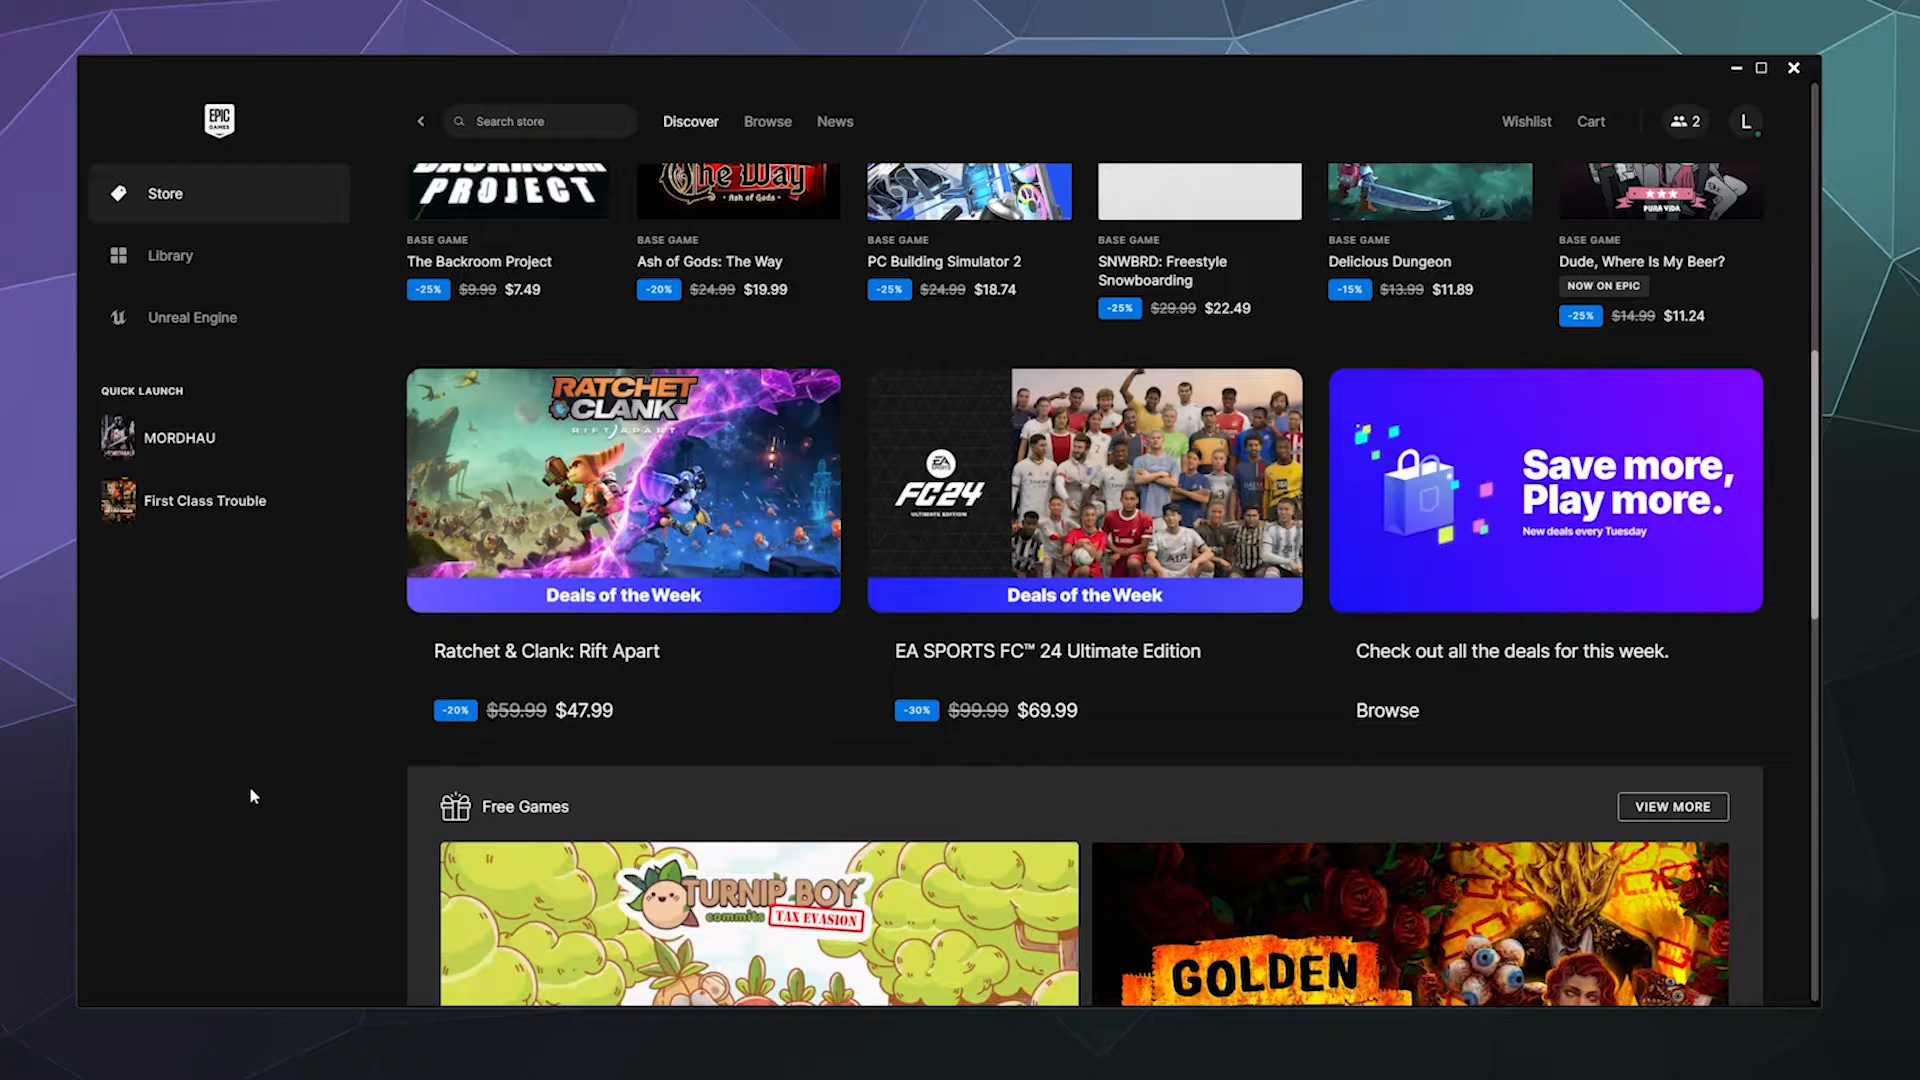 EPIC
GAMES
Search store
Discover
Browse
News
Wishlist
Cart
2
L
Store
Library
Unreal Engine
QUICK LAUNCH
MORDHAU
First Class Trouble
BACKROOM
PROJECT
BASE GAME
The Backroom Project
-25% $9.99 $7.49
The Way
Ash of Gods
BASE GAME
Ash of Gods: The Way
-20% $24.99 $19.99
BASE GAME
PC Building Simulator 2
-25% $24.99 $18.74
BASE GAME
SNWBRD: Freestyle
Snowboarding
-25% $29.99 $22.49
BASE GAME
Delicious Dungeon
-15% $13.99 $11.89
PURA VIDA
BASE GAME
Dude, Where Is My Beer?
NOW ON EPIC
-25% $14.99 $11.24
RATCHET
CLANK
RIFT APART
Deals of the Week
Ratchet & Clank: Rift Apart
-20% $59.99 $47.99
EA
SPORTS
FC24
ULTIMATE EDITION
Deals of the Week
EA SPORTS FC™ 24 Ultimate Edition
-30% $99.99 $69.99
Save more,
Play more.
New deals every Tuesday
Check out all the deals for this week.
Browse
Free Games
VIEW MORE
TURNIP BOY
commits TAX EVASION
GOLDEN